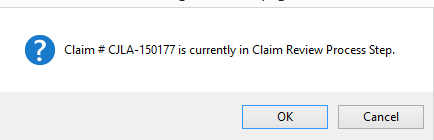 Claim # CJLA-150177 is currently in Claim Review Process Step.
OK
Cancel